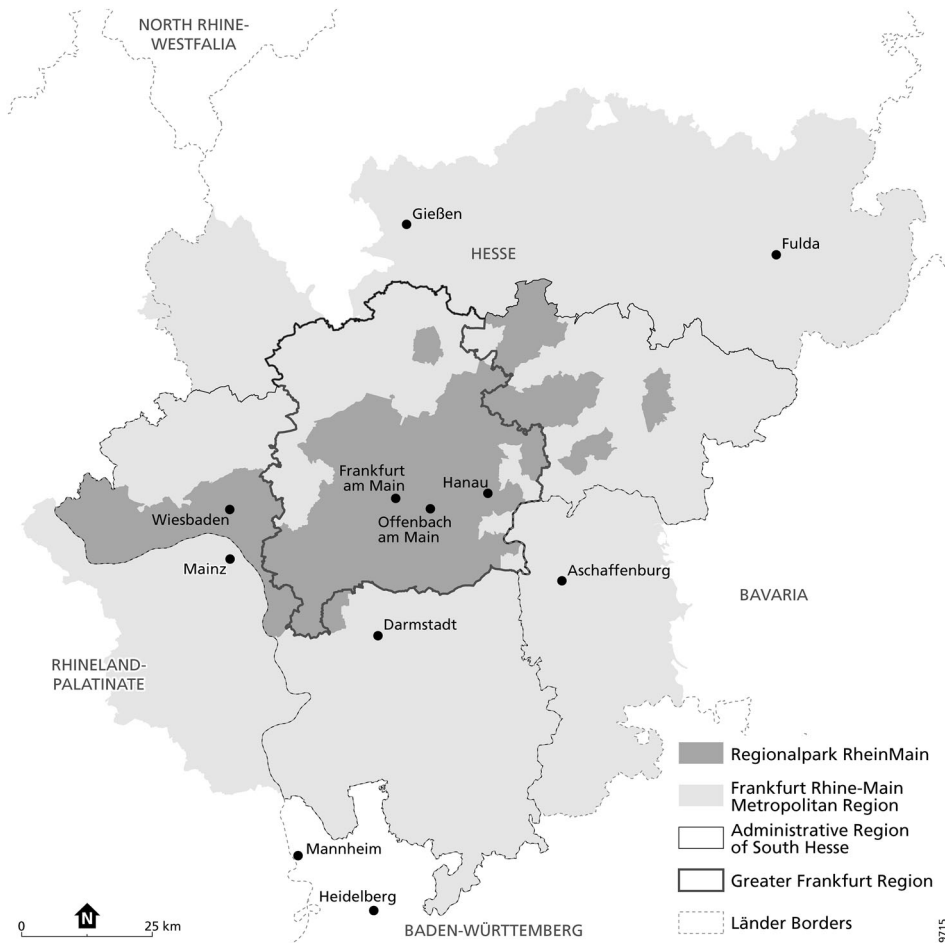 NORTH RHINE-
WESTFALIA
Gießen
Fulda
HESSE
Frankfurt
am Main
Hanau
Wiesbaden
Offenbach
am Main
Mainz
Aschaffenburg
BAVARIA
Darmstadt
RHINELAND-
PALATINATE
Regionalpark RheinMain
Frankfurt Rhine-Main
Metropolitan Region
Administrative Region
of South Hesse
Mannheim
Greater Frankfurt Region
Heidelberg
N
0 25 km
BADEN-WÜRTTEMBERG
Länder Borders
9715